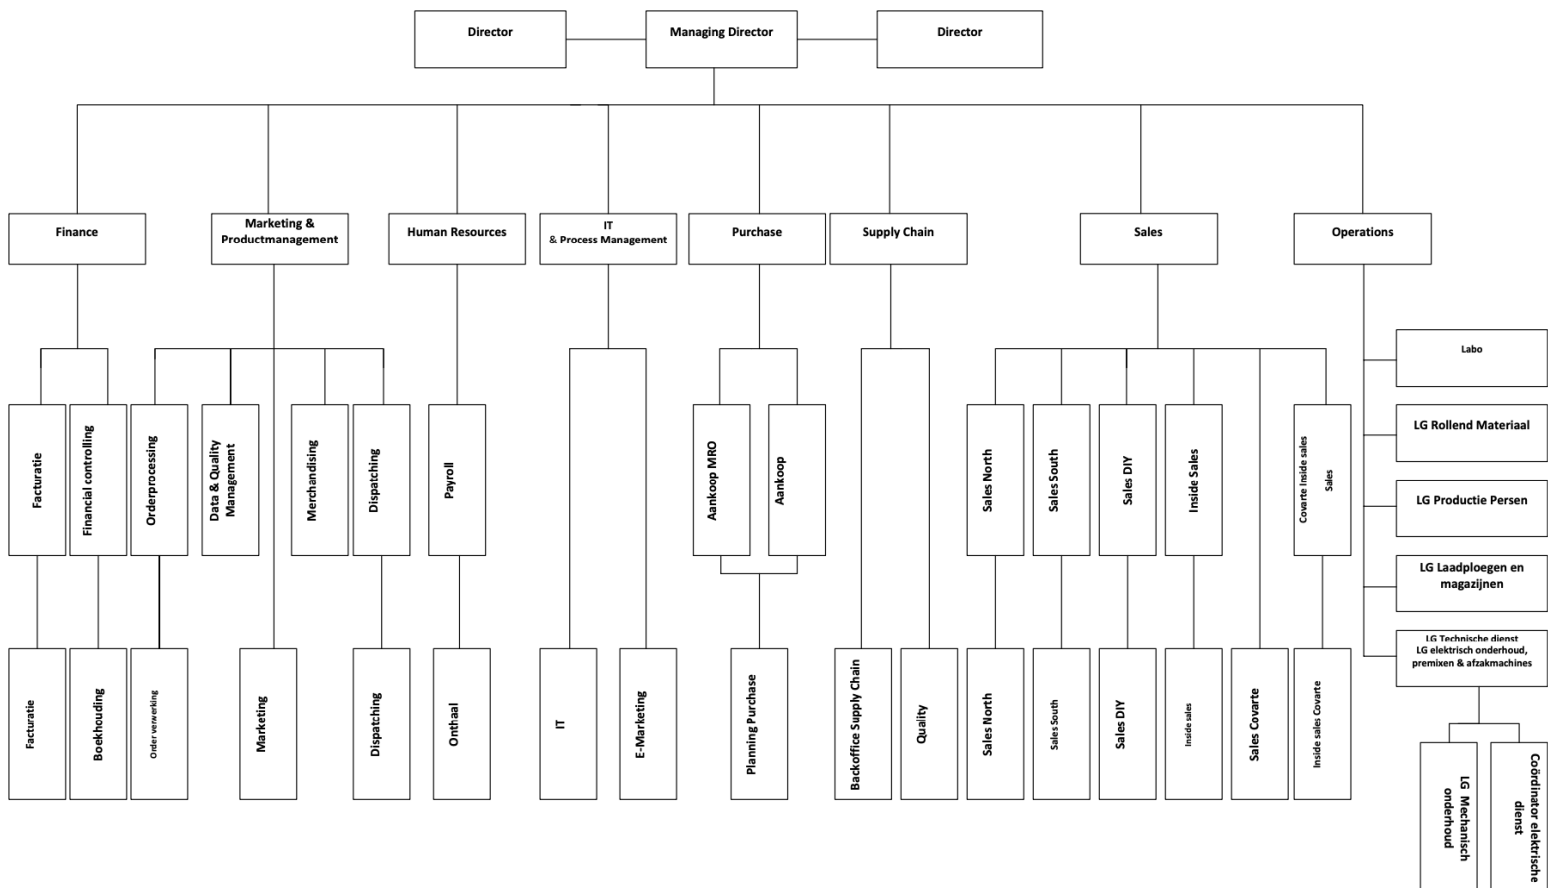 Director
Managing Director
Director
Finance
Marketing &
Productmanagement
Human Resources
IT
& Process Management
Purchase
Supply Chain
Sales
Operations
Labo
LG Rollend Materiaal
LG Productie Persen
LG Laadploegen en
magazijnen
LG Technische dienst
LG elektrisch onderhoud,
premixen & afzakmachines
Facturatie
Financial controlling
Orderprocessing
Data & Quality
Management
Merchandising
Dispatching
Payroll
Aankoop MRO
Aankoop
Sales North
Sales South
Sales DIY
Inside Sales
Covarte Inside sales
Sales
Facturatie
Boekhouding
Order verwerking
Marketing
Dispatching
Onthaal
IT
E-Marketing
Planning Purchase
Backoffice Supply Chain
Quality
Sales North
Sales South
Sales DIY
Inside sales
Sales Covarte
Inside sales Covarte
LG Mechanisch
onderhoud
Coördinator elektrische
dienst